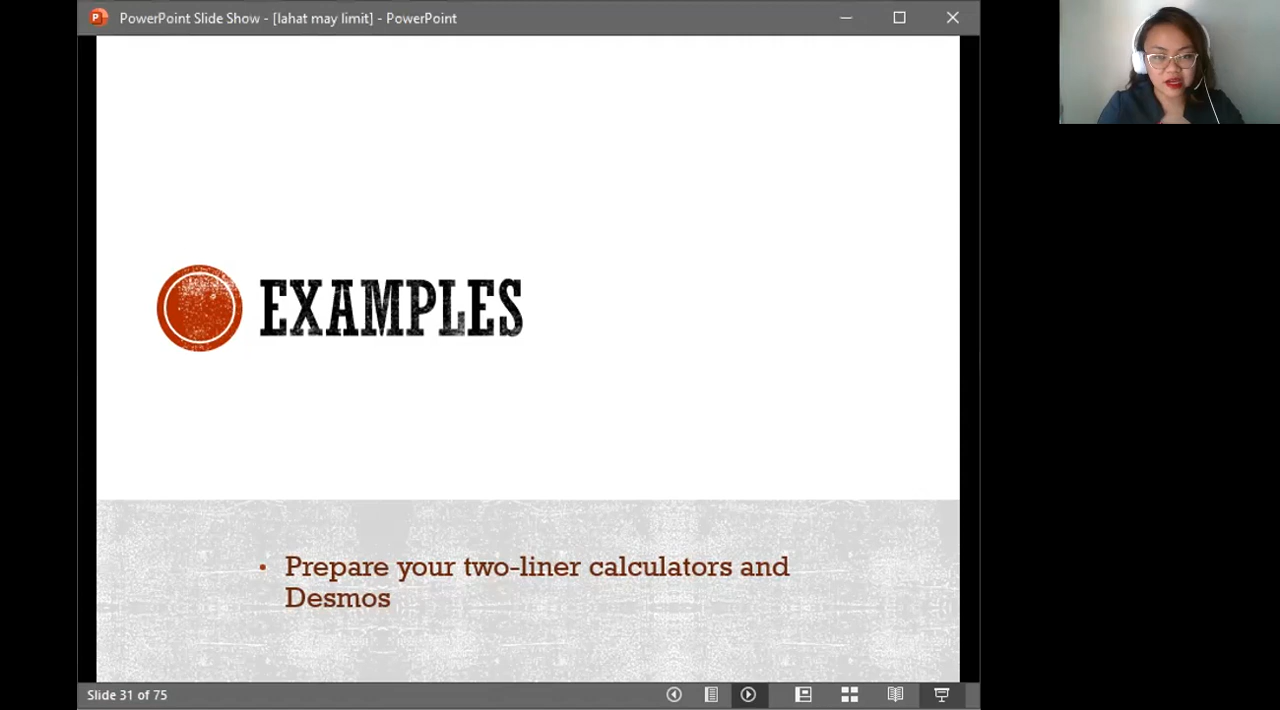 PowerPoint Slide Show - [lahat may limit] - PowerPoint
EXAMPLES
• Prepare your two-liner calculators and
Desmos
Slide 31 of 75